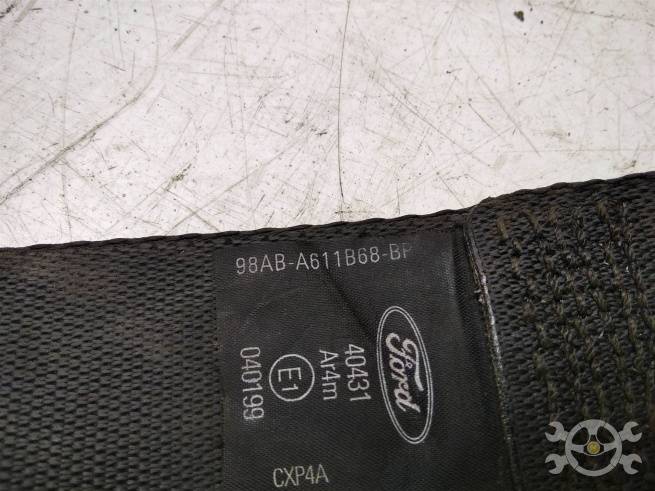 98AB-A611B68-BP
Ford
40431
Ar4m
E1
040199
CXP4A